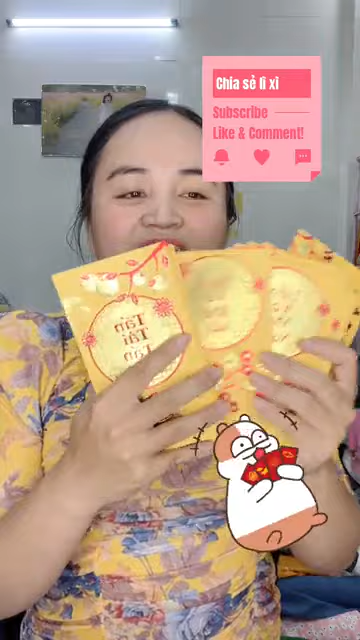 Chia sẻ lì xì
Subscribe
Like & Comment!
Tấn
Tài
Tấn